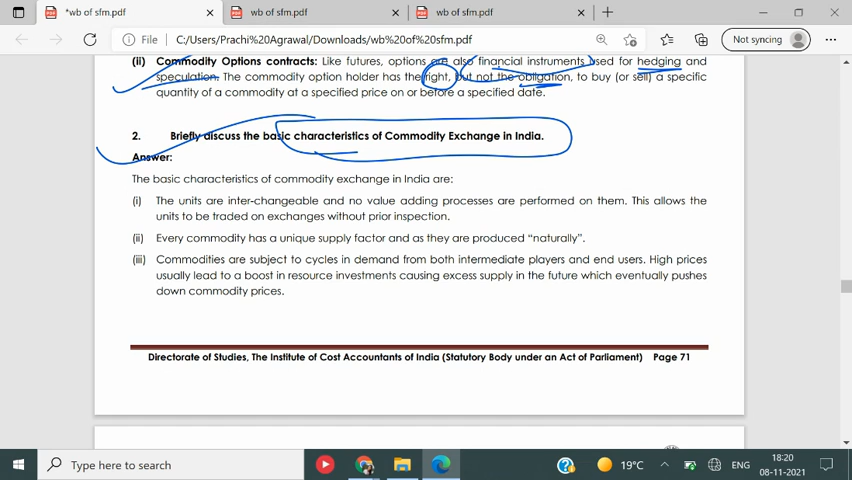 *wb of sfm.pdf
wb of sfm.pdf
wb of sfm.pdf
File C:/Users/Prachi%20Agrawal/Downloads/wb%20of%20sfm.pdf Not syncing
(ii) Commodity Options contracts: Like futures, options are also financial instruments used for hedging and
speculation. The commodity option holder has the right, but not the obligation, to buy (or sell) a specific
quantity of a commodity at a specified price on or before a specified date.
2. Briefly discuss the basic characteristics of Commodity Exchange in India.
Answer:
The basic characteristics of commodity exchange in India are:
(i) The units are inter-changeable and no value adding processes are performed on them. This allows the
units to be traded on exchanges without prior inspection.
(ii) Every commodity has a unique supply factor and as they are produced “naturally”.
(iii) Commodities are subject to cycles in demand from both intermediate players and end users. High prices
usually lead to a boost in resource investments causing excess supply in the future which eventually pushes
down commodity prices.
Directorate of Studies, The Institute of Cost Accountants of India (Statutory Body under an Act of Parliament) Page 71
Type here to search
19°C
ENG
18:20
08-11-2021